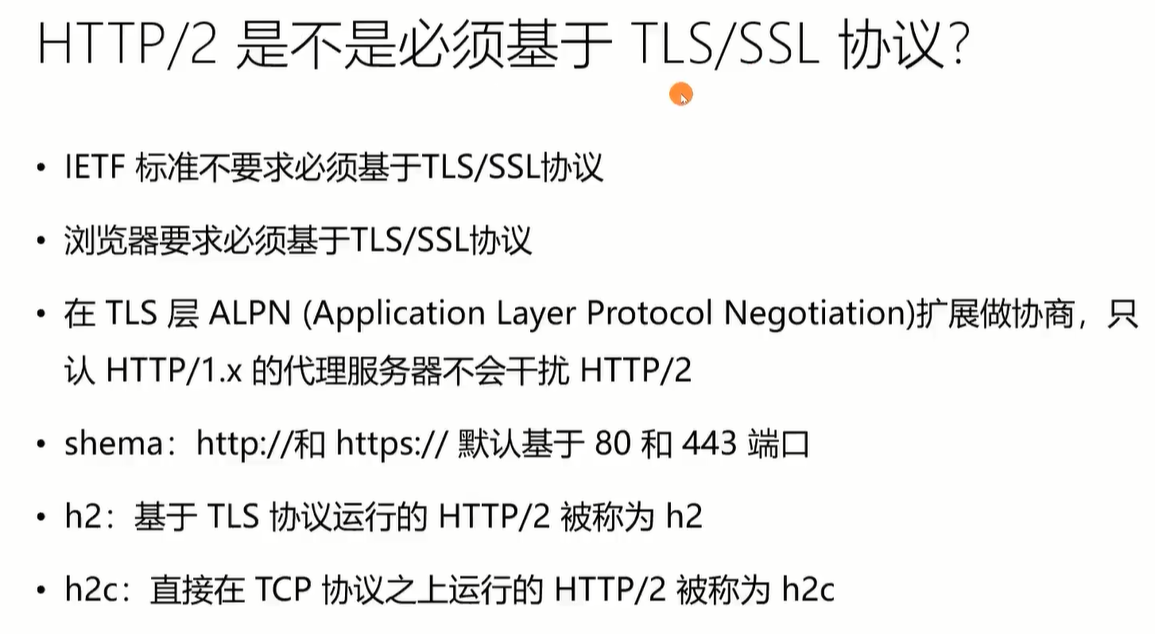 HTTP/2 是不是必须基于 TLS/SSL 协议？
• IETF 标准不要求必须基于TLS/SSL协议
• 浏览器要求必须基于TLS/SSL协议
• 在 TLS 层 ALPN (Application Layer Protocol Negotiation)扩展做协商，只
认 HTTP/1.x 的代理服务器不会干扰 HTTP/2
• shema：http://和 https:// 默认基于 80 和 443 端口
• h2：基于 TLS 协议运行的 HTTP/2 被称为 h2
• h2c：直接在 TCP 协议之上运行的 HTTP/2 被称为 h2c